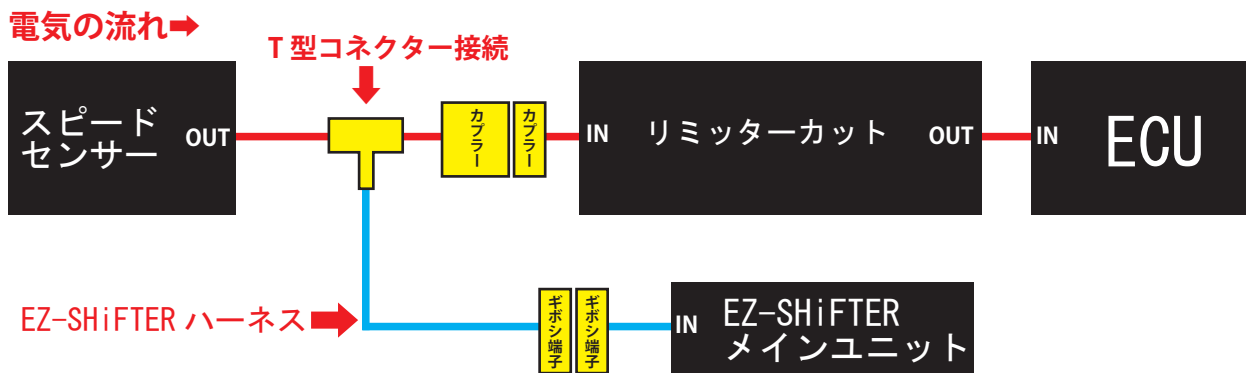 電気の流れ➡
T型コネクター接続
スピード
センサー
OUT
カプラー
カプラー
IN
リミッターカット
OUT
IN
ECU
EZ-SHiFTER ハーネス
ギボシ端子
ギボシ端子
IN
EZ-SHiFTER
メインユニット